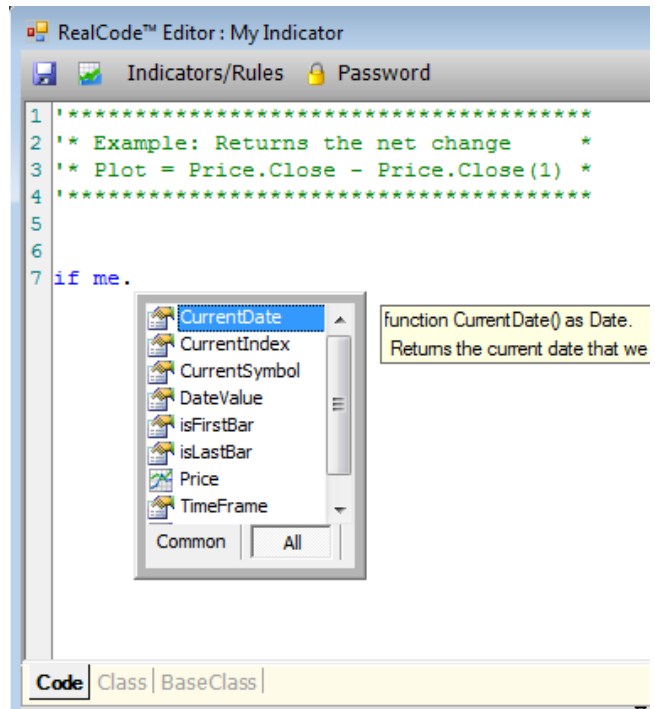 RealCode™ Editor : My Indicator
Indicators/Rules Password
1 '***************************************
2 '* Example: Returns the net change *
3 '* Plot = Price.Close - Price.Close(1) *
4 '***************************************
5
6
7 if me.
CurrentDate
function CurrentDate() as Date.
CurrentIndex
Returns the current date that we
CurrentSymbol
DateValue
isFirstBar
isLastBar
Price
TimeFrame
Common All
Code Class BaseClass